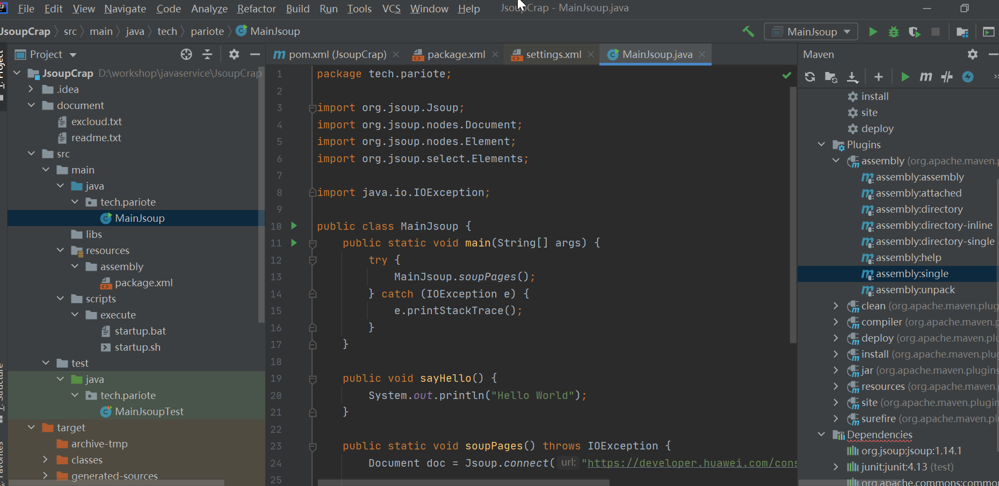 File Edit View Navigate Code Analyze Refactor Build Run Tools VCS Window Help JsoupCrap - MainJsoup.java
JsoupCrap src main java tech pariote MainJsoup
MainJsoup
Project
JsoupCrap D:\workshop\javaservice\JsoupCrap
.idea
document
excloud.txt
readme.txt
src
main
java
tech.pariote
MainJsoup
libs
resources
assembly
package.xml
scripts
execute
startup.bat
startup.sh
test
java
tech.pariote
MainJsoupTest
target
archive-tmp
classes
generated-sources
pom.xml (JsoupCrap) package.xml settings.xml MainJsoup.java
1 package tech.pariote;
2
3 import org.jsoup.Jsoup;
4 import org.jsoup.nodes.Document;
5 import org.jsoup.nodes.Element;
6 import org.jsoup.select.Elements;
7
8 import java.io.IOException;
9
10 public class MainJsoup {
11 public static void main(String[] args) {
12 try {
13 MainJsoup.soupPages();
14 } catch (IOException e) {
15 e.printStackTrace();
16 }
17 }
18
19 public void sayHello() {
20 System.out.println("Hello World");
21 }
22
23 public static void soupPages() throws IOException {
24 Document doc = Jsoup.connect( url: "https://developer.huawei.com/cons
25
Maven
install
site
deploy
Plugins
assembly (org.apache.maven.
assembly:assembly
assembly:attached
assembly:directory
assembly:directory-inline
assembly:directory-single
assembly:help
assembly:single
assembly:unpack
clean (org.apache.maven.plug
compiler (org.apache.maven.
deploy (org.apache.maven.plu
install (org.apache.maven.plug
jar (org.apache.maven.plugins
resources (org.apache.maven.
site (org.apache.maven.plugin
surefire (org.apache.maven.pl
Dependencies
org.jsoup:jsoup:1.14.1
junit:junit:4.13 (test)
org.apache.commons:commo